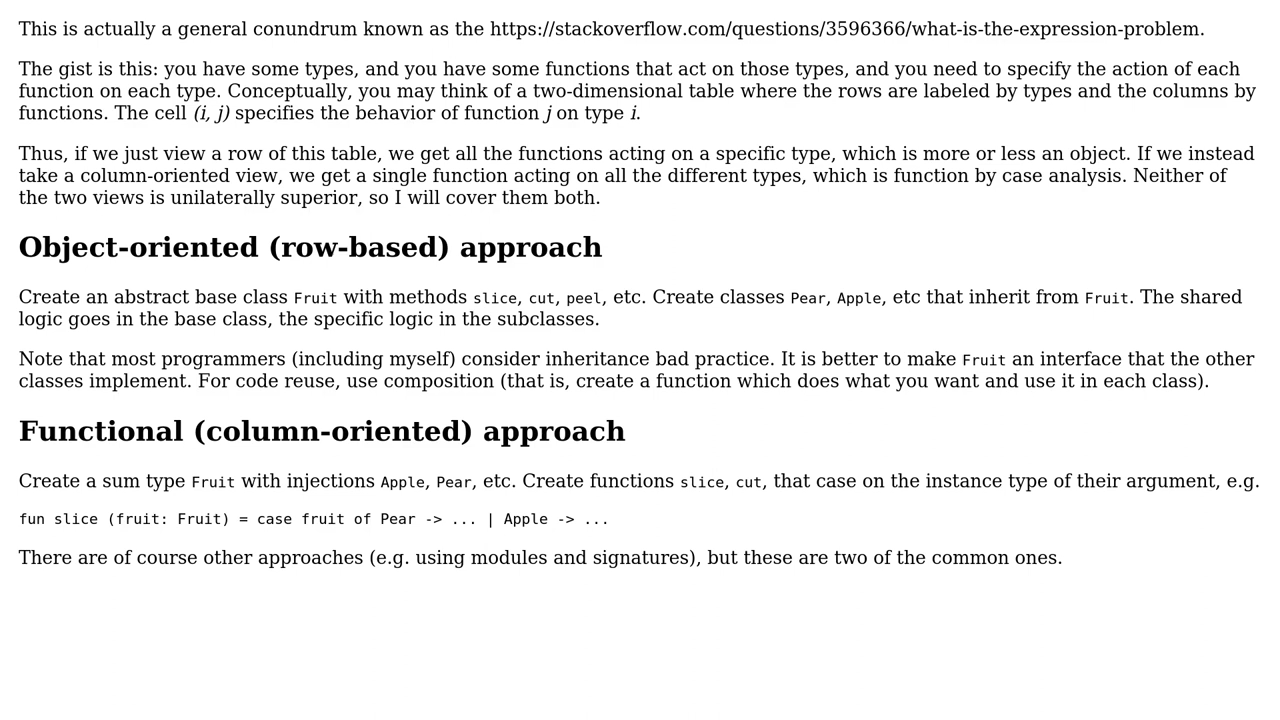 This is actually a general conundrum known as the https://stackoverflow.com/questions/3596366/what-is-the-expression-problem.
The gist is this: you have some types, and you have some functions that act on those types, and you need to specify the action of each
function on each type. Conceptually, you may think of a two-dimensional table where the rows are labeled by types and the columns by
functions. The cell (i, j) specifies the behavior of function j on type i.
Thus, if we just view a row of this table, we get all the functions acting on a specific type, which is more or less an object. If we instead
take a column-oriented view, we get a single function acting on all the different types, which is function by case analysis. Neither of
the two views is unilaterally superior, so I will cover them both.
Object-oriented (row-based) approach
Create an abstract base class Fruit with methods slice, cut, peel, etc. Create classes Pear, Apple, etc that inherit from Fruit. The shared
logic goes in the base class, the specific logic in the subclasses.
Note that most programmers (including myself) consider inheritance bad practice. It is better to make Fruit an interface that the other
classes implement. For code reuse, use composition (that is, create a function which does what you want and use it in each class).
Functional (column-oriented) approach
Create a sum type Fruit with injections Apple, Pear, etc. Create functions slice, cut, that case on the instance type of their argument, e.g.
fun slice (fruit: Fruit) = case fruit of Pear -> ... | Apple -> ...
There are of course other approaches (e.g. using modules and signatures), but these are two of the common ones.